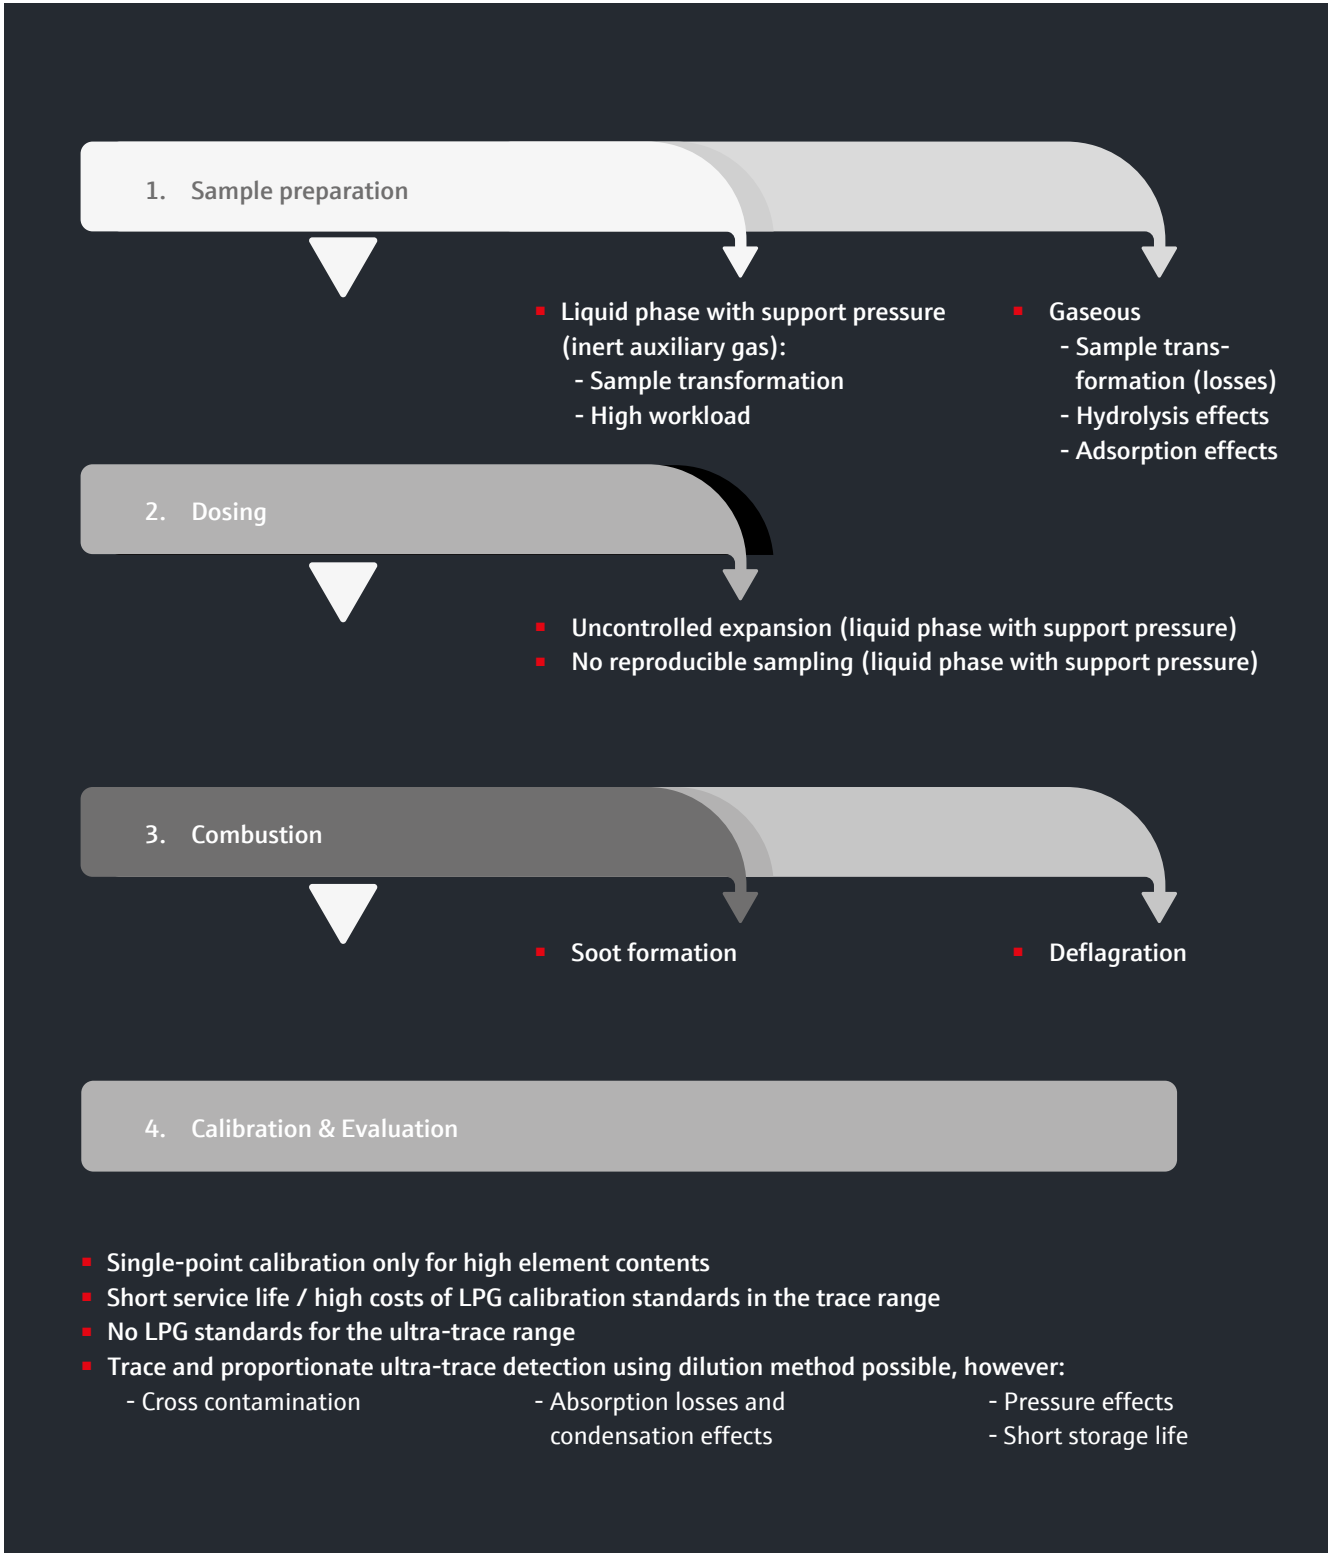 1. Sample preparation
▪ Liquid phase with support pressure
(inert auxiliary gas):
- Sample transformation
- High workload
▪ Gaseous
- Sample trans-
formation (losses)
- Hydrolysis effects
- Adsorption effects
2. Dosing
▪ Uncontrolled expansion (liquid phase with support pressure)
▪ No reproducible sampling (liquid phase with support pressure)
3. Combustion
▪ Soot formation
▪ Deflagration
4. Calibration & Evaluation
▪ Single-point calibration only for high element contents
▪ Short service life / high costs of LPG calibration standards in the trace range
▪ No LPG standards for the ultra-trace range
▪ Trace and proportionate ultra-trace detection using dilution method possible, however:
- Cross contamination
- Absorption losses and
condensation effects
- Pressure effects
- Short storage life